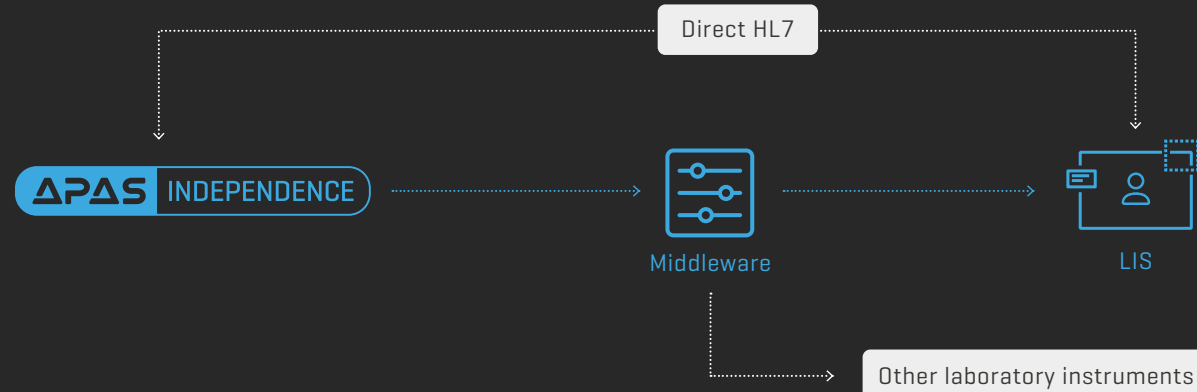 Direct HL7
APAS INDEPENDENCE
Middleware
LIS
Other laboratory instruments